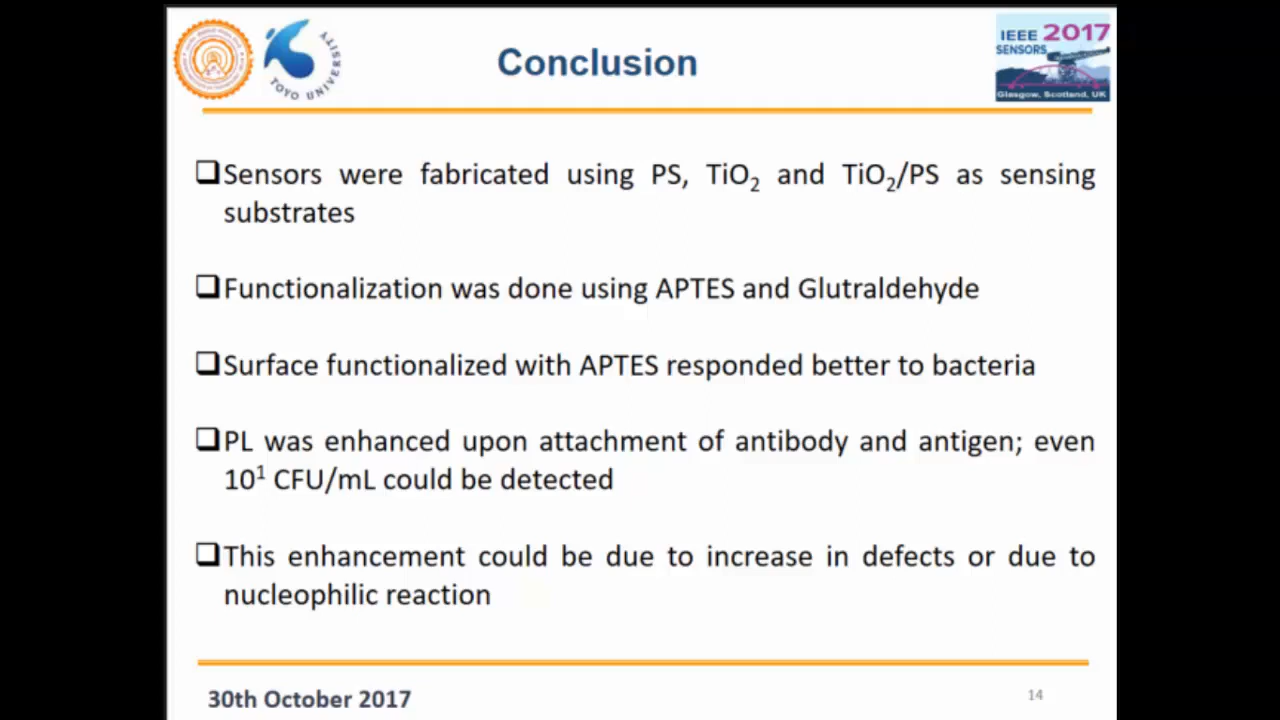 Conclusion
TOYO UNIVERSITY
IEEE 2017
SENSORS
Glasgow, Scotland, UK
Sensors were fabricated using PS, TiO₂ and TiO₂/PS as sensing
substrates
Functionalization was done using APTES and Glutraldehyde
Surface functionalized with APTES responded better to bacteria
PL was enhanced upon attachment of antibody and antigen; even
10¹ CFU/mL could be detected
This enhancement could be due to increase in defects or due to
nucleophilic reaction
30th October 2017
14